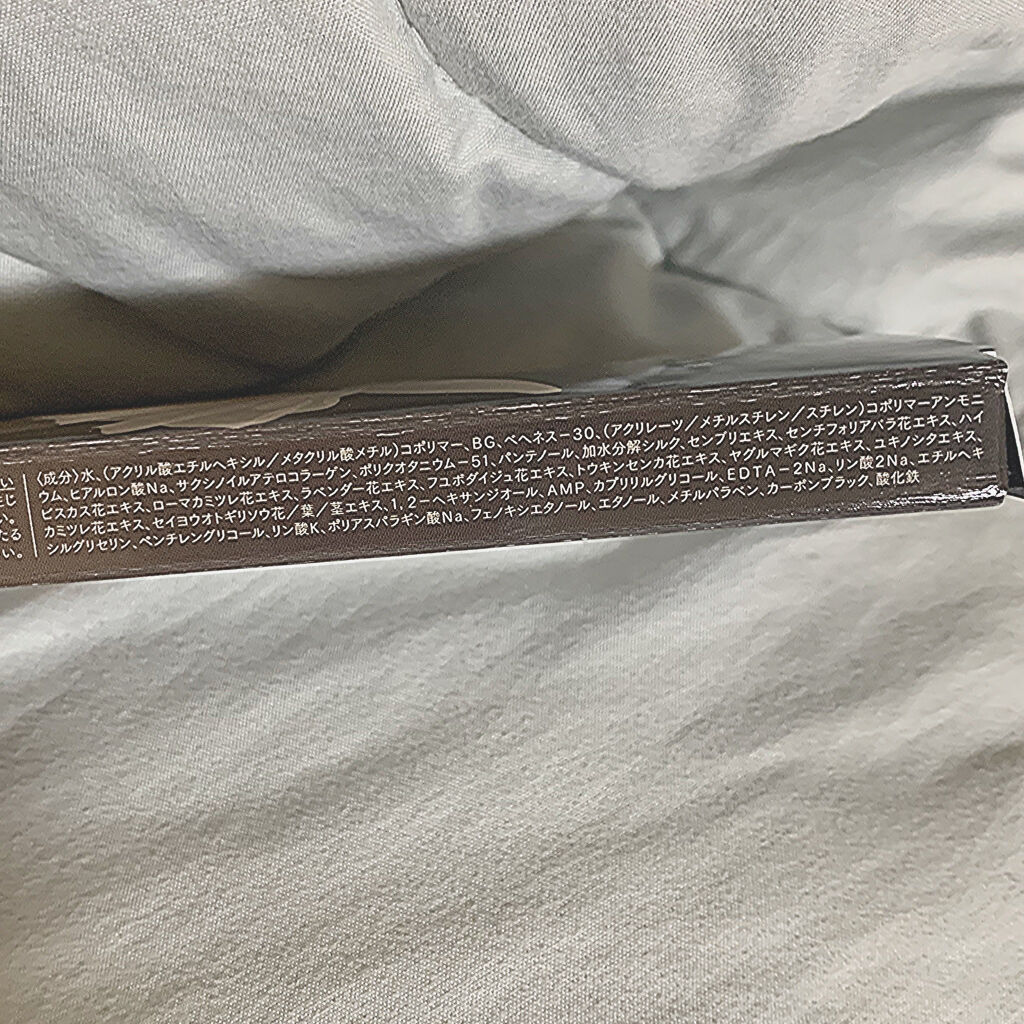 い
じ
い。
たる
い。
〈成分〉水、(アクリル酸エチルヘキシル／メタクリル酸メチル)コポリマー、BG、ベヘネス－30、(アクリレーツ／メチルスチレン／スチレン)コポリマーアンモニ
ウム、ヒアルロン酸Na、サクシノイルアテロコラーゲン、ポリクオタニウム－51、パンテノール、加水分解シルク、センブリエキス、センチフォリアバラ花エキス、ハイ
ビスカス花エキス、ローマカミツレ花エキス、ラベンダー花エキス、フユボダイジュ花エキス、トウキンセンカ花エキス、ヤグルマギク花エキス、ユキノシタエキス、
カミツレ花エキス、セイヨウオトギリソウ花／葉／茎エキス、1，2－ヘキサンジオール、AMP、カプリリルグリコール、EDTA－2Na、リン酸2Na、エチルヘキ
シルグリセリン、ペンチレングリコール、リン酸K、ポリアスパラギン酸Na、フェノキシエタノール、エタノール、メチルパラベン、カーボンブラック、酸化鉄